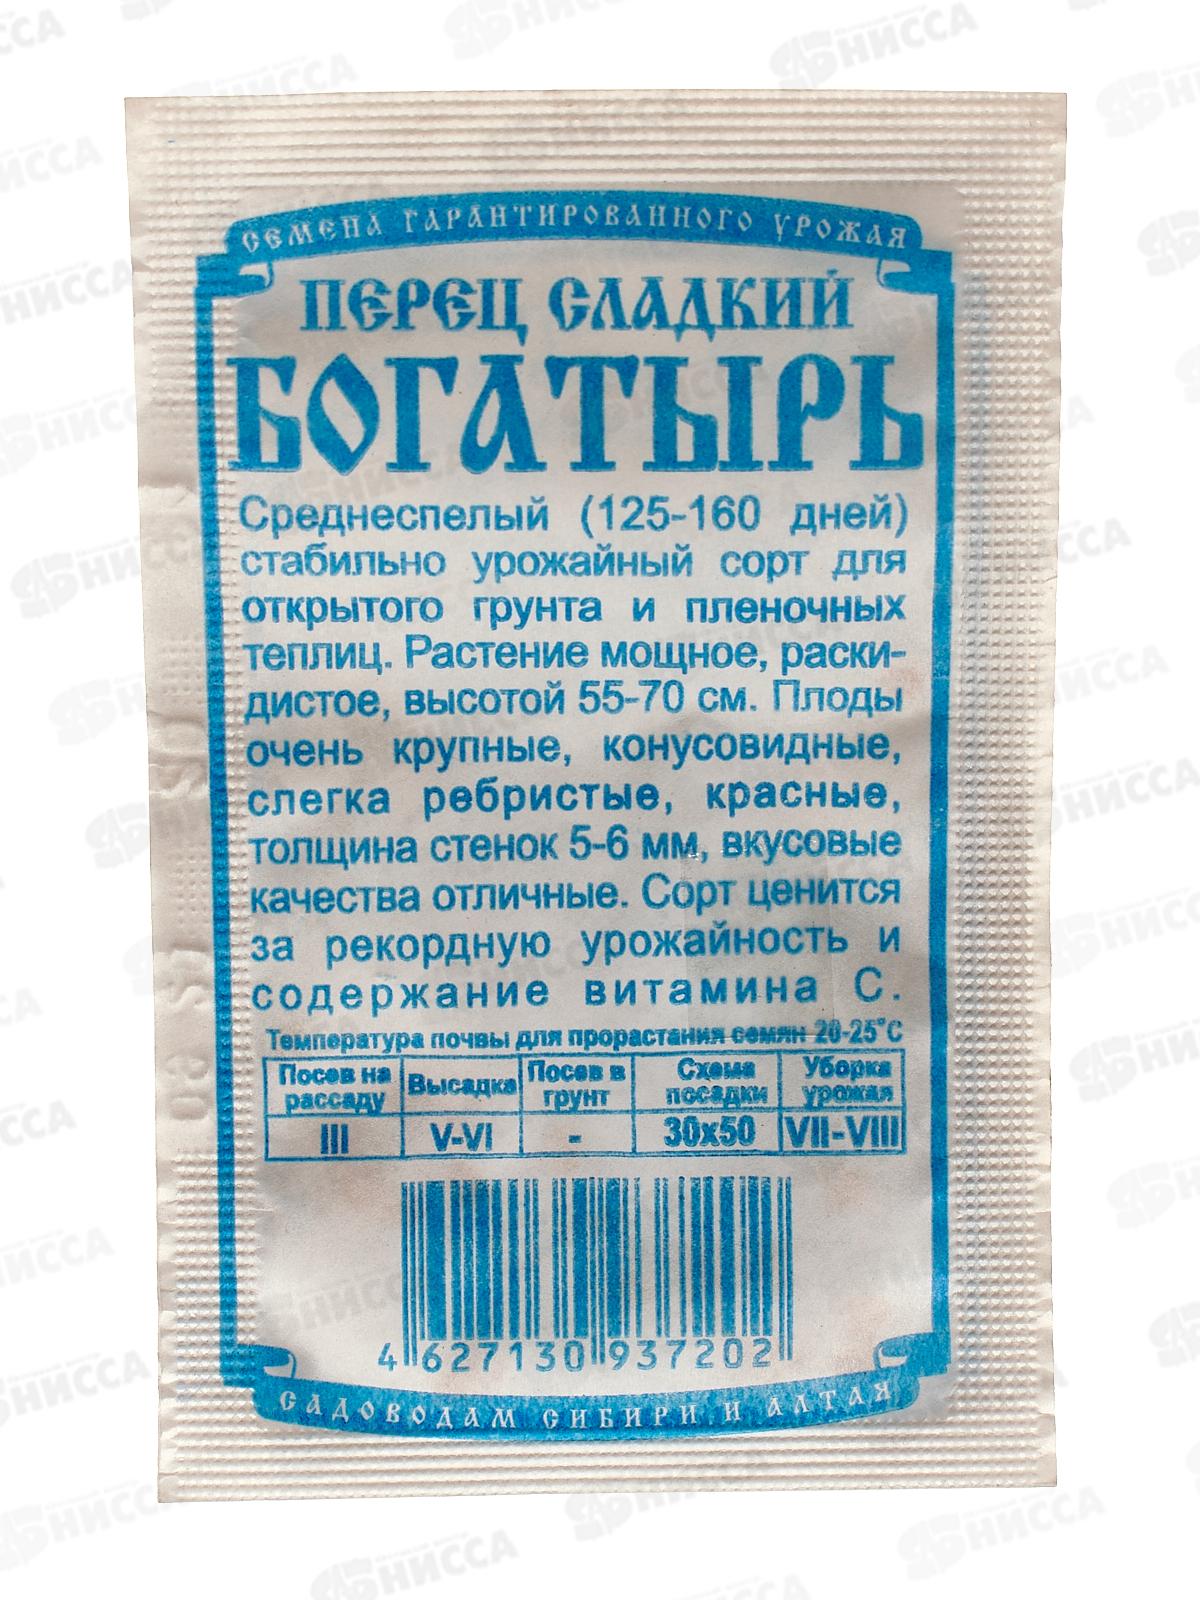 СЕМЕНА ГАРАНТИРОВАННОГО УРОЖАЯ
ПЕРЕЦ СЛАДКИЙ
БОГАТЫРЬ
Среднеспелый (125-160 дней)
стабильно урожайный сорт для
открытого грунта и пленочных
теплиц. Растение мощное, раски-
дистое, высотой 55-70 см. Плоды
очень крупные, конусовидные,
слегка ребристые, красные,
толщина стенок 5-6 мм, вкусовые
качества отличные. Сорт ценится
за рекордную урожайность и
содержание витамина С.
Температура почвы для прорастания семян 20-25°С
Посев на рассаду Высадка Посев в грунт Схема посадки Уборка урожая
III V-VI - 30х50 VII-VIII
4 627130 937202
САДОВОДАМ СИБИРИ И АЛТАЯ
НИССА